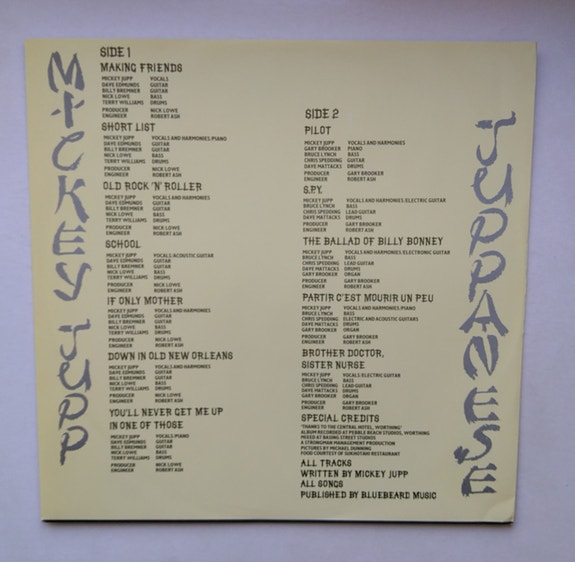 MICKEY JUPP
SIDE 1
MAKING FRIENDS
MICKEY JUPP VOCALS
DAVE EDMUNDS GUITAR
BILLY BREMNER GUITAR
NICK LOWE BASS
TERRY WILLIAMS DRUMS
PRODUCER NICK LOWE
ENGINEER ROBERT ASH
SHORT LIST
MICKEY JUPP VOCALS AND HARMONIES/PIANO
DAVE EDMUNDS GUITAR
BILLY BREMNER GUITAR
NICK LOWE BASS
TERRY WILLIAMS DRUMS
PRODUCER NICK LOWE
ENGINEER ROBERT ASH
OLD ROCK 'N' ROLLER
MICKEY JUPP VOCALS AND HARMONIES
DAVE EDMUNDS GUITAR
BILLY BREMNER GUITAR
NICK LOWE BASS
TERRY WILLIAMS DRUMS
PRODUCER NICK LOWE
ENGINEER ROBERT ASH
SCHOOL
MICKEY JUPP VOCALS/ACOUSTIC GUITAR
DAVE EDMUNDS GUITAR
BILLY BREMNER GUITAR
NICK LOWE BASS
TERRY WILLIAMS DRUMS
PRODUCER NICK LOWE
ENGINEER ROBERT ASH
IF ONLY MOTHER
MICKEY JUPP VOCALS AND HARMONIES
DAVE EDMUNDS GUITAR
BILLY BREMNER GUITAR
NICK LOWE BASS
TERRY WILLIAMS DRUMS
PRODUCER NICK LOWE
ENGINEER ROBERT ASH
DOWN IN OLD NEW ORLEANS
MICKEY JUPP VOCALS AND HARMONIES
DAVE EDMUNDS GUITAR
BILLY BREMNER GUITAR
NICK LOWE BASS
TERRY WILLIAMS DRUMS
PRODUCER NICK LOWE
ENGINEER ROBERT ASH
YOU'LL NEVER GET ME UP
IN ONE OF THOSE
MICKEY JUPP VOCALS/PIANO
DAVE EDMUNDS GUITAR
BILLY BREMNER GUITAR
NICK LOWE BASS
TERRY WILLIAMS DRUMS
PRODUCER NICK LOWE
ENGINEER ROBERT ASH
SIDE 2
PILOT
MICKEY JUPP VOCALS AND HARMONIES
GARY BROOKER PIANO
BRUCE LYNCH BASS
CHRIS SPEDDING GUITAR
DAVE MATTACKS DRUMS
PRODUCER GARY BROOKER
ENGINEER ROBERT ASH
S.P.Y.
MICKEY JUPP VOCALS AND HARMONIES/ELECTRIC GUITAR
BRUCE LYNCH BASS
CHRIS SPEDDING LEAD GUITAR
DAVE MATTACKS DRUMS
PRODUCER GARY BROOKER
ENGINEER ROBERT ASH
THE BALLAD OF BILLY BONNEY
MICKEY JUPP VOCALS AND HARMONIES/ELECTRONIC GUITAR
BRUCE LYNCH BASS
CHRIS SPEDDING LEAD GUITAR
DAVE MATTACKS DRUMS
GARY BROOKER ORGAN
PRODUCER GARY BROOKER
ENGINEER ROBERT ASH
PARTIR C'EST MOURIR UN PEU
MICKEY JUPP VOCALS AND HARMONIES/PIANO
BRUCE LYNCH BASS
CHRIS SPEDDING ELECTRIC AND ACOUSTIC GUITARS
DAVE MATTACKS DRUMS
GARY BROOKER ORGAN
PRODUCER GARY BROOKER
ENGINEER ROBERT ASH
BROTHER DOCTOR,
SISTER NURSE
MICKEY JUPP VOCALS/ELECTRIC GUITAR
BRUCE LYNCH BASS
CHRIS SPEDDING LEAD GUITAR
DAVE MATTACKS DRUMS
GARY BROOKER ORGAN
PRODUCER GARY BROOKER
ENGINEER ROBERT ASH
SPECIAL CREDITS
'THANKS TO THE CENTRAL HOTEL, WORTHING'
ALBUM RECORDED AT PEBBLE BEACH STUDIOS, WORTHING
MIXED AT BASING STREET STUDIOS
A STRONGMAN MANAGEMENT PRODUCTION
PICTURES BY MICHAEL DUNNING
FOOD COURTESY OF SUKHOTAH RESTAURANT
ALL TRACKS
WRITTEN BY MICKEY JUPP
ALL SONGS
PUBLISHED BY BLUEBEARD MUSIC
JUPPANESE